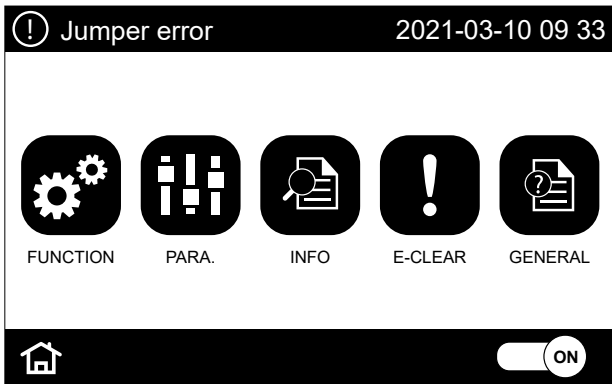 ! Jumper error 2021-03-10 09 33
? 
FUNCTION PARA. INFO E-CLEAR GENERAL
ON